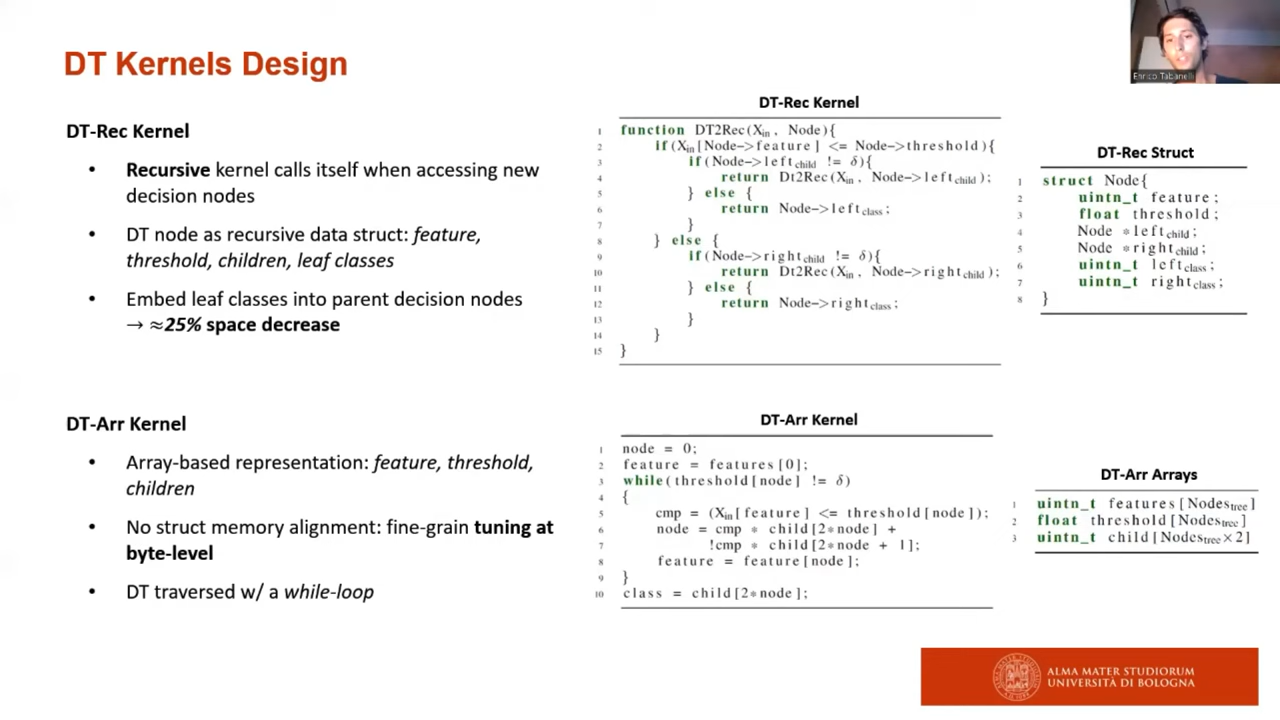 DT Kernels Design
Enrico Tabanelli
DT-Rec Kernel
• Recursive kernel calls itself when accessing new
decision nodes
• DT node as recursive data struct: feature,
threshold, children, leaf classes
• Embed leaf classes into parent decision nodes
→ ≈25% space decrease
DT-Rec Kernel
1 function DT2Rec(Xin , Node){
2 if(Xin[Node->feature] <= Node->threshold){
3 if(Node->leftchild != δ){
4 return Dt2Rec(Xin , Node->leftchild);
5 } else {
6 return Node->leftclass;
7 }
8 } else {
9 if(Node->rightchild != δ){
10 return Dt2Rec(Xin , Node->rightchild);
11 } else {
12 return Node->rightclass;
13 }
14 }
15 }
DT-Rec Struct
1 struct Node{
2 uintn_t feature;
3 float threshold;
4 Node *leftchild;
5 Node *rightchild;
6 uintn_t leftclass;
7 uintn_t rightclass;
8 }
DT-Arr Kernel
• Array-based representation: feature, threshold,
children
• No struct memory alignment: fine-grain tuning at
byte-level
• DT traversed w/ a while-loop
DT-Arr Kernel
1 node = 0;
2 feature = features[0];
3 while(threshold[node] != δ)
4 {
5 cmp = (Xin[feature] <= threshold[node]);
6 node = cmp * child[2*node] +
7 !cmp * child[2*node + 1];
8 feature = feature[node];
9 }
10 class = child[2*node];
DT-Arr Arrays
1 uintn_t features[Nodestree]
2 float threshold[Nodestree]
3 uintn_t child[Nodestree×2]
ALMA MATER STUDIORUM
UNIVERSITÀ DI BOLOGNA